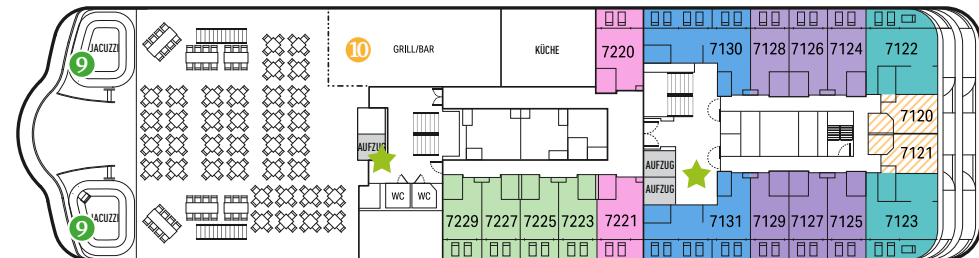 JACUZZI
9
10
GRILL/BAR
KÜCHE
7220
7130
7128
7126
7124
7122
7120
7121
AUFZUG
AUFZUG
AUFZUG
WC
WC
JACUZZI
9
7229
7227
7225
7223
7221
7131
7129
7127
7125
7123